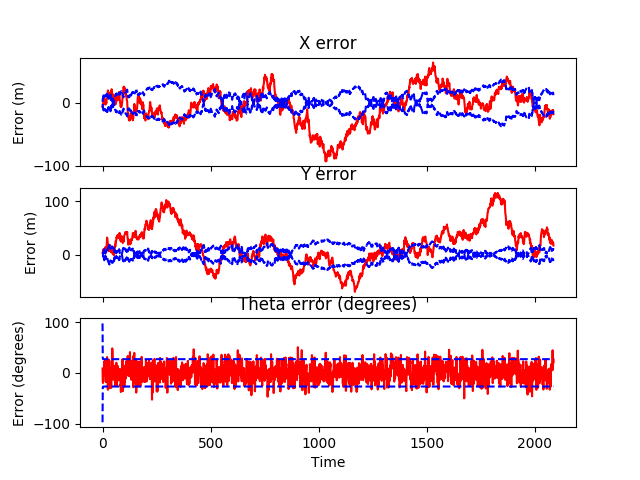 X error
Error (m)
0
−100
Y error
Error (m)
100
0
Theta error (degrees)
Error (degrees)
100
0
−100
0 500 1000 1500 2000
Time